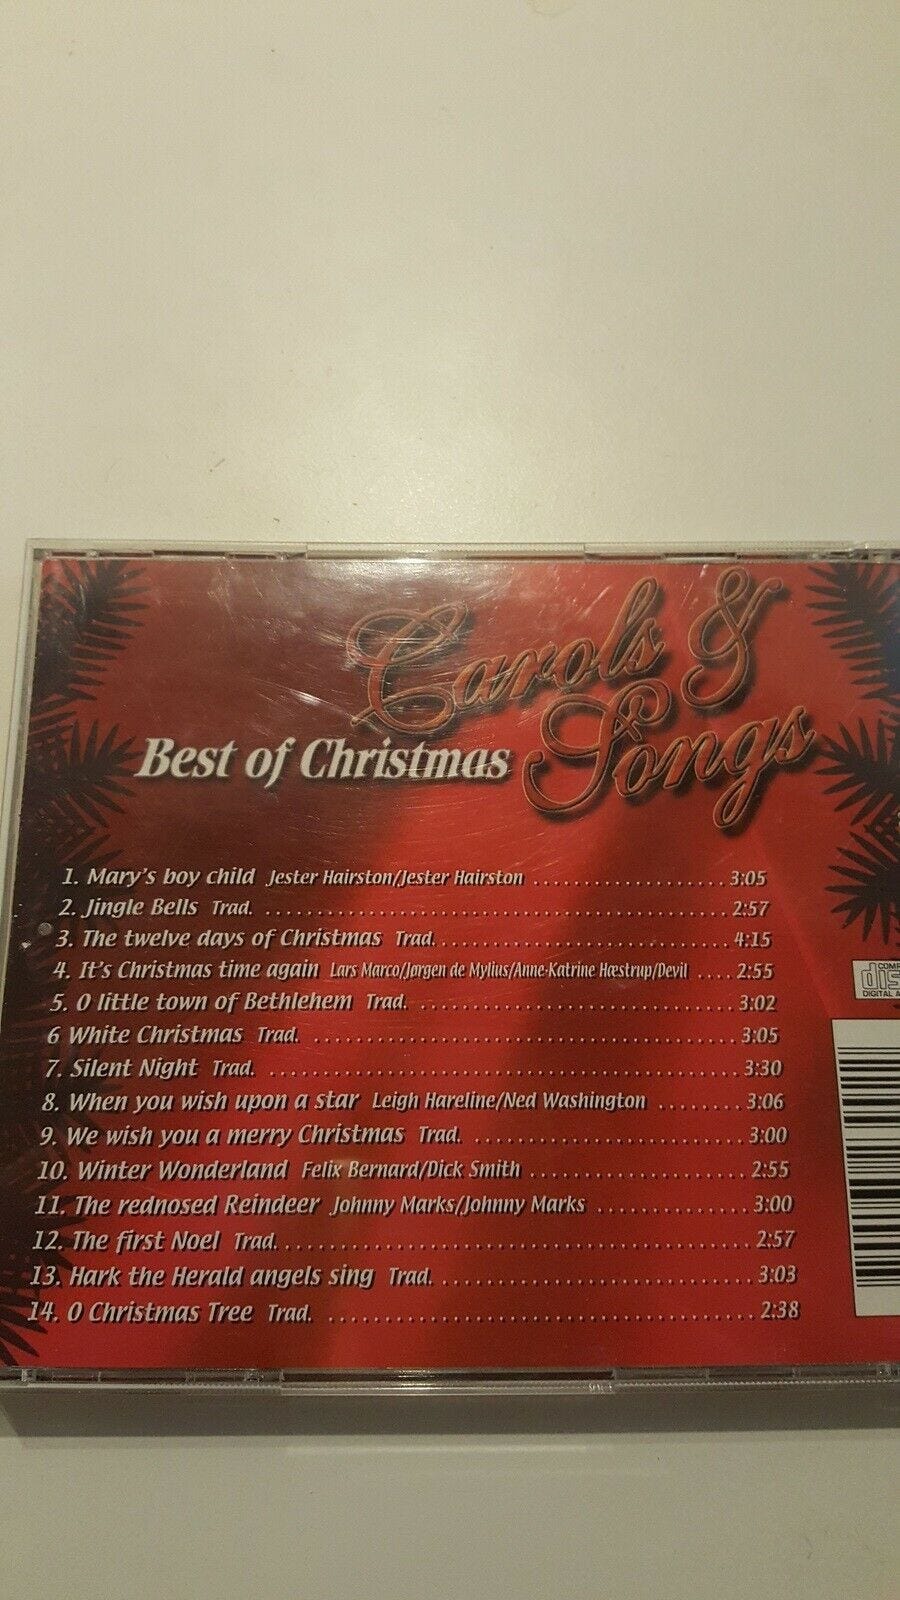 Carols &
Best of Christmas Songs
1. Mary's boy child Jester Hairston/Jester Hairston ........................ 3:05
2. Jingle Bells Trad. ........................ 2:57
3. The twelve days of Christmas Trad. ........................ 4:15
4. It's Christmas time again Lars Marco/Jørgen de Mylius/Anne-Katrine Hæstrup/Devil .... 2:55
5. O little town of Bethlehem Trad. ........................ 3:02
6 White Christmas Trad. ........................ 3:05
7. Silent Night Trad. ........................ 3:30
8. When you wish upon a star Leigh Hareline/Ned Washington ........ 3:06
9. We wish you a merry Christmas Trad. ........................ 3:00
10. Winter Wonderland Felix Bernard/Dick Smith ........................ 2:55
11. The rednosed Reindeer Johnny Marks/Johnny Marks ............... 3:00
12. The first Noel Trad. ........................ 2:57
13. Hark the Herald angels sing Trad. ........................ 3:03
14. O Christmas Tree Trad. ........................ 2:38
COMP
dis
DIGITAL A